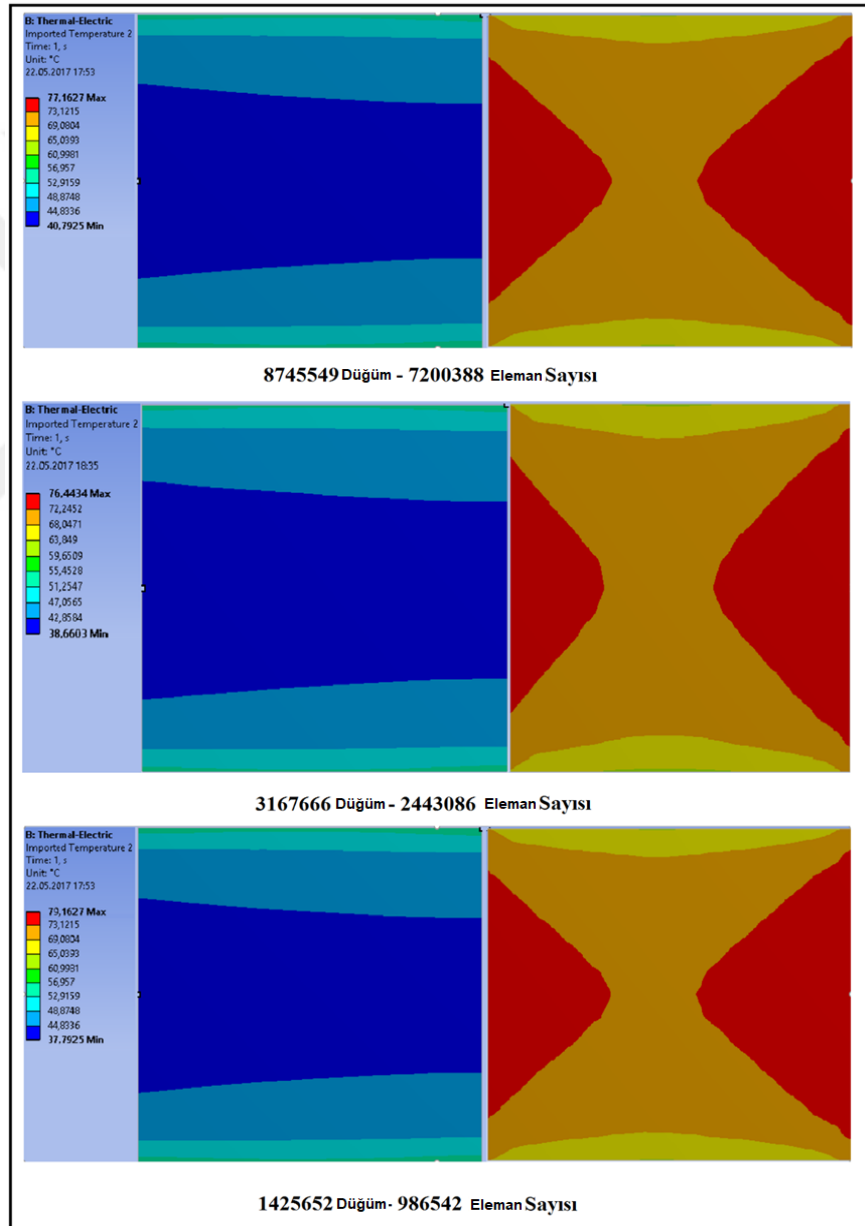 B: Thermal-Electric
Imported Temperature 2
Time: 1, s
Unit: °C
22.05.2017 17:53
77,1627 Max
73,1215
69,0804
65,0393
60,9981
56,957
52,9159
48,8748
44,8336
40,7925 Min
8745549 Düğüm - 7200388 Eleman Sayısı
B: Thermal-Electric
Imported Temperature 2
Time: 1, s
Unit: °C
22.05.2017 18:35
76,4434 Max
72,2452
68,0471
63,849
59,6509
55,4528
51,2547
47,0565
42,8584
38,6603 Min
3167666 Düğüm - 2443086 Eleman Sayısı
B: Thermal-Electric
Imported Temperature 2
Time: 1, s
Unit: °C
22.05.2017 17:53
79,1627 Max
73,1215
69,0804
65,0393
60,9981
56,957
52,9159
48,8748
44,8336
37,7925 Min
1425652 Düğüm- 986542 Eleman Sayısı